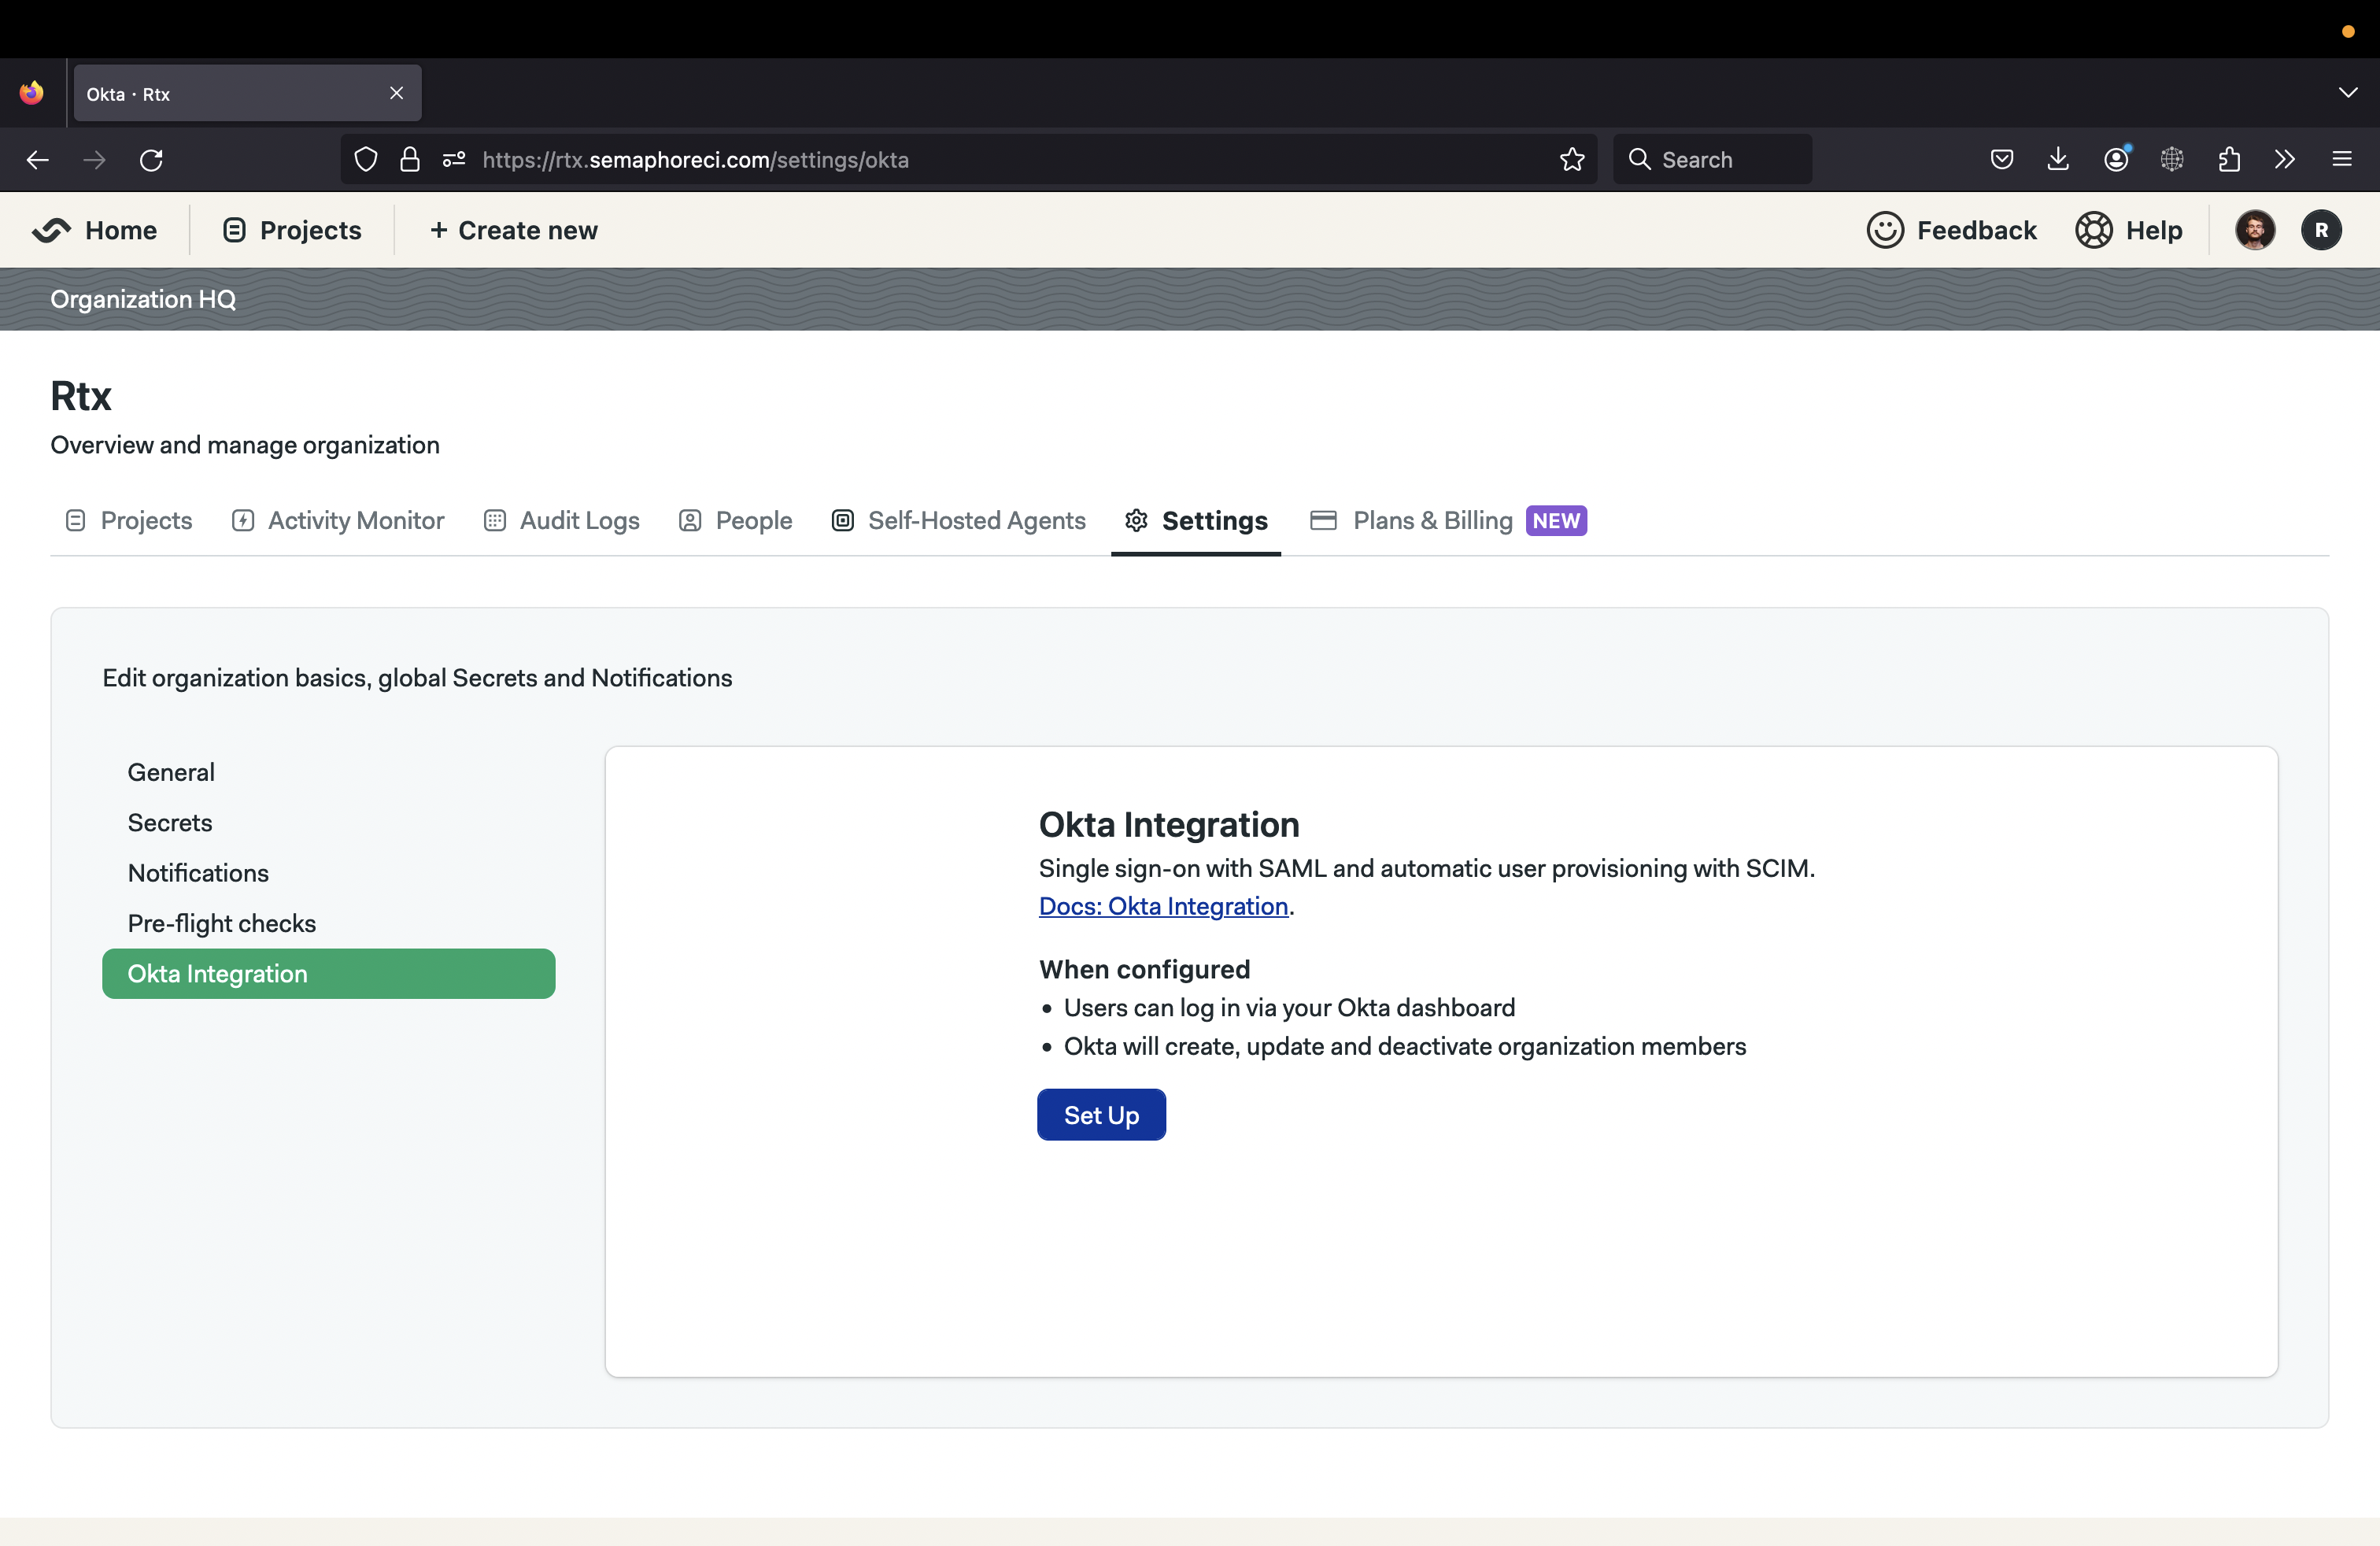 Okta · Rtx
https://rtx.semaphoreci.com/settings/okta
Search
Home
Projects
+ Create new
Feedback
Help
R
Organization HQ
Rtx
Overview and manage organization
Projects
Activity Monitor
Audit Logs
People
Self-Hosted Agents
Settings
Plans & Billing NEW
Edit organization basics, global Secrets and Notifications
General
Secrets
Notifications
Pre-flight checks
Okta Integration
Okta Integration
Single sign-on with SAML and automatic user provisioning with SCIM.
Docs: Okta Integration.
When configured
• Users can log in via your Okta dashboard
• Okta will create, update and deactivate organization members
Set Up